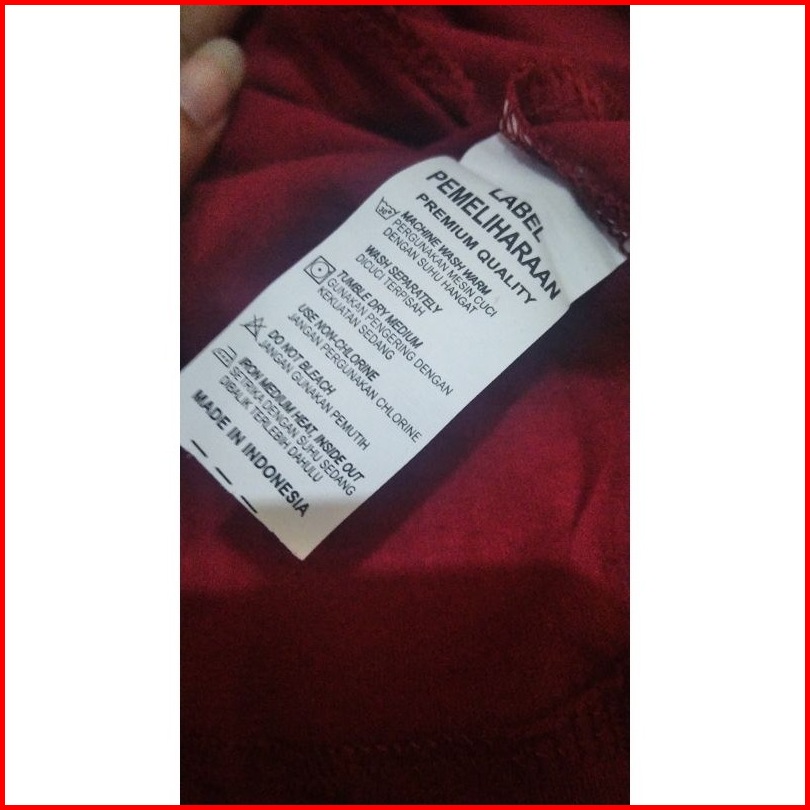 LABEL
PEMELIHARAAN
PREMIUM QUALITY
30°
MACHINE WASH WARM
PERGUNAKAN MESIN CUCI
DENGAN SUHU HANGAT
WASH SEPARATELY
DICUCI TERPISAH
TUMBLE DRY MEDIUM
GUNAKAN PENGERING DENGAN
KEKUATAN SEDANG
USE NON-CHLORINE
JANGAN PERGUNAKAN CHLORINE
DO NOT BLEACH
JANGAN GUNAKAN PEMUTIH
IRON MEDIUM HEAT, INSIDE OUT
SETRIKA DENGAN SUHU SEDANG
DIBALIK TERLEBIH DAHULU
MADE IN INDONESIA